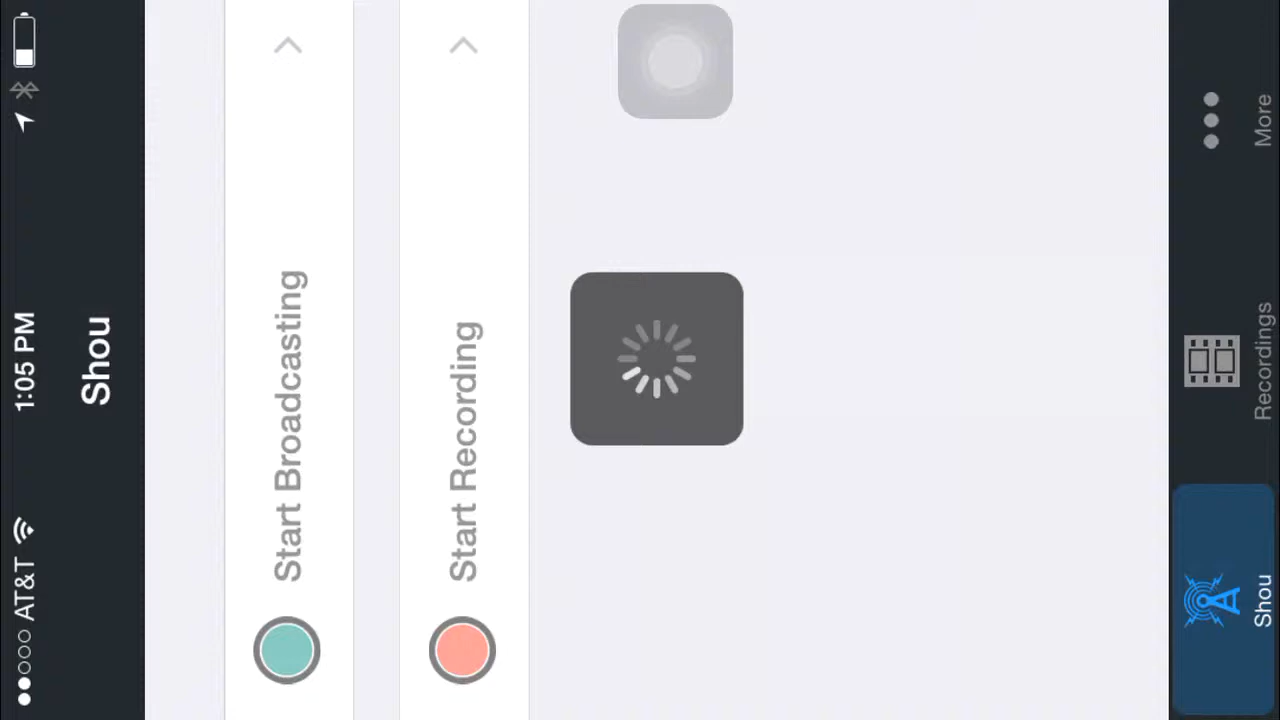 AT&T 1:05 PM
Shou
Start Broadcasting
Start Recording
Shou Recordings More